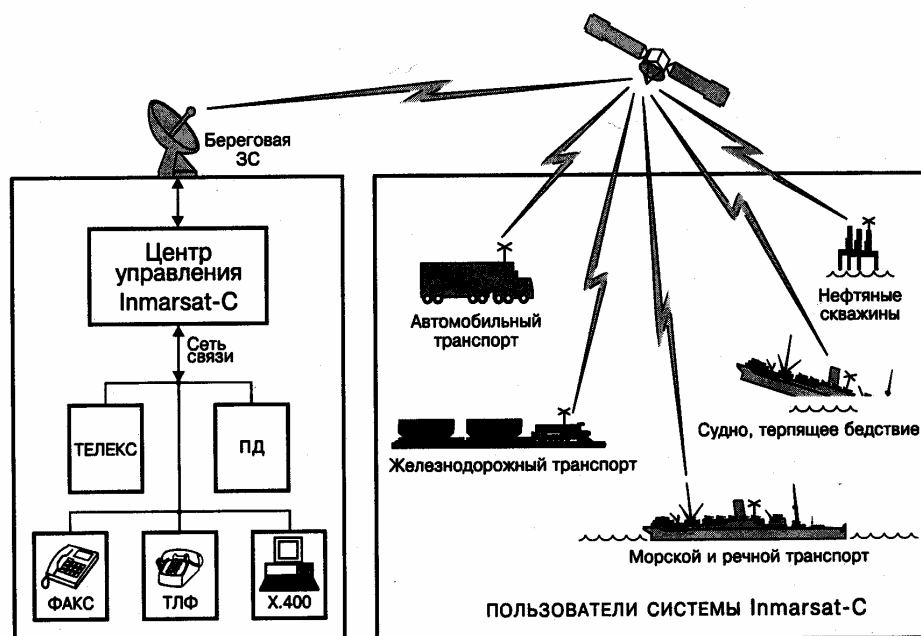 Береговая
ЗС
Центр
управления
Inmarsat-C
Сеть
связи
ТЕЛЕКС
ПД
ФАКС
ТЛФ
X.400
Автомобильный
транспорт
Нефтяные
скважины
Судно, терпящее бедствие
Железнодорожный транспорт
Морской и речной транспорт
ПОЛЬЗОВАТЕЛИ СИСТЕМЫ Inmarsat-C